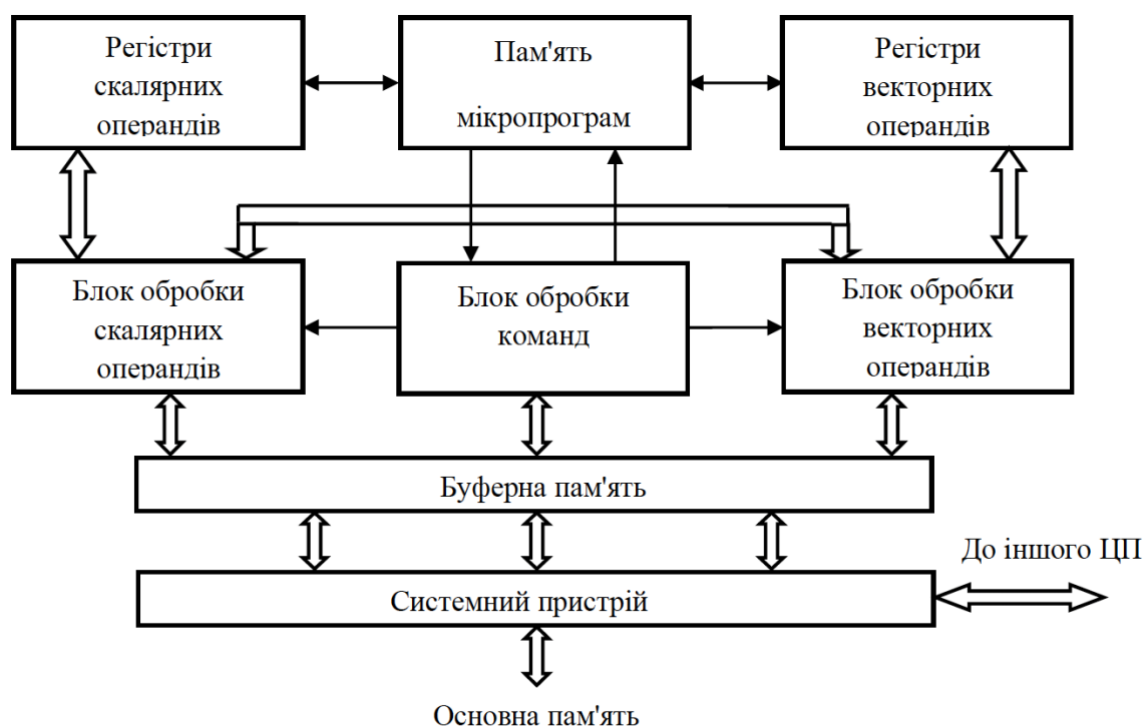 Регістри
скалярних
операндів
Пам'ять
мікропрограм
Регістри
векторних
операндів
Блок обробки
скалярних
операндів
Блок обробки
команд
Блок обробки
векторних
операндів
Буферна пам'ять
До іншого ЦП
Системний пристрій
Основна пам'ять